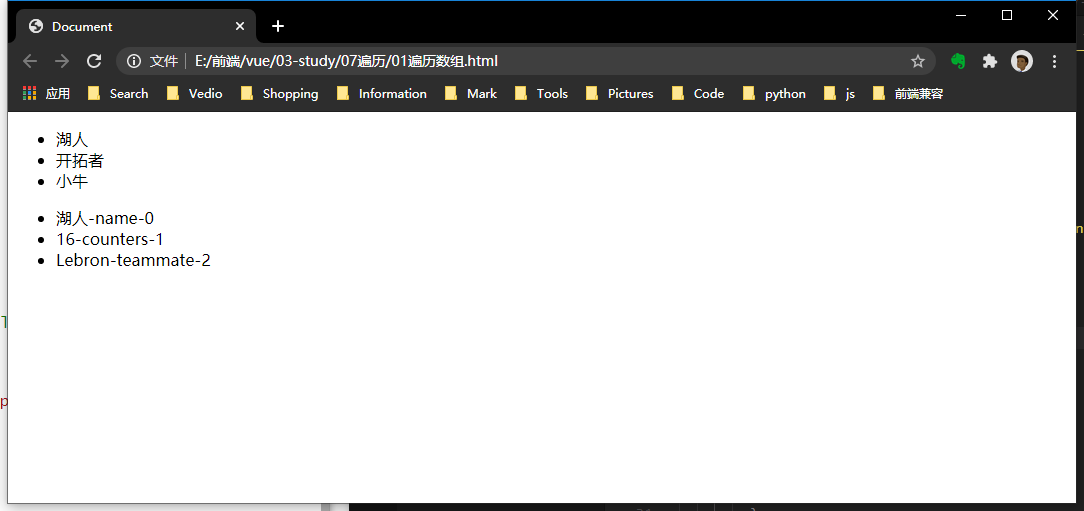 Document
文件 E:/前端/vue/03-study/07遍历/01遍历数组.html
应用 Search Vedio Shopping Information Mark Tools Pictures Code python js 前端兼容
湖人
开拓者
小牛
湖人-name-0
16-counters-1
Lebron-teammate-2